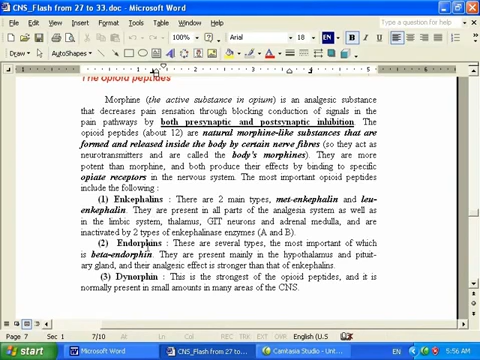 CNS_Flash from 27 to 33.doc - Microsoft Word
File Edit View Insert Format Tools Table Window Help
Type a question for help
100%
Arial
18
B I U
Draw AutoShapes
The opioid peptides
Morphine (the active substance in opium) is an analgesic substance
that decreases pain sensation through blocking conduction of signals in
the pain pathways by both presynaptic and postsynaptic inhibition. The
opioid peptides (about 12) are natural morphine-like substances that are
formed and released inside the body by certain nerve fibres (so they act as
neurotransmitters and are called the body's morphines). They are more
potent than morphine, and both produce their effects by binding to specific
opiate receptors in the nervous system. The most important opioid peptides
include the following :
(1) Enkephalins : There are 2 main types, met-enkephalin and leu-
enkephalin. They are present in all parts of the analgesia system as well as
in the limbic system, thalamus, GIT neurons and adrenal medulla, and are
inactivated by 2 types of enkephalinase enzymes (A and B).
(2) Endorphins : These are several types, the most important of which
is beta-endorphin. They are present mainly in the hypothalamus and pituit-
ary gland, and their analgesic effect is stronger than that of enkephalins.
(3) Dynorphin : This is the strongest of the opioid peptides, and it is
normally present in small amounts in many areas of the CNS.
Page 7 Sec 1 7/10 At Ln Col REC TRK EXT OVR English (U.S
start Microsoft Word CNS_Flash from 27 to... Camtasia Studio - Unt... EN 5:56 AM